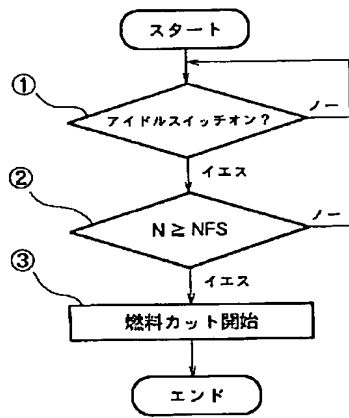 スタート
①
アイドルスイッチオン？
ノー
イエス
②
N ≧ NFS
ノー
イエス
③
燃料カット開始
エンド